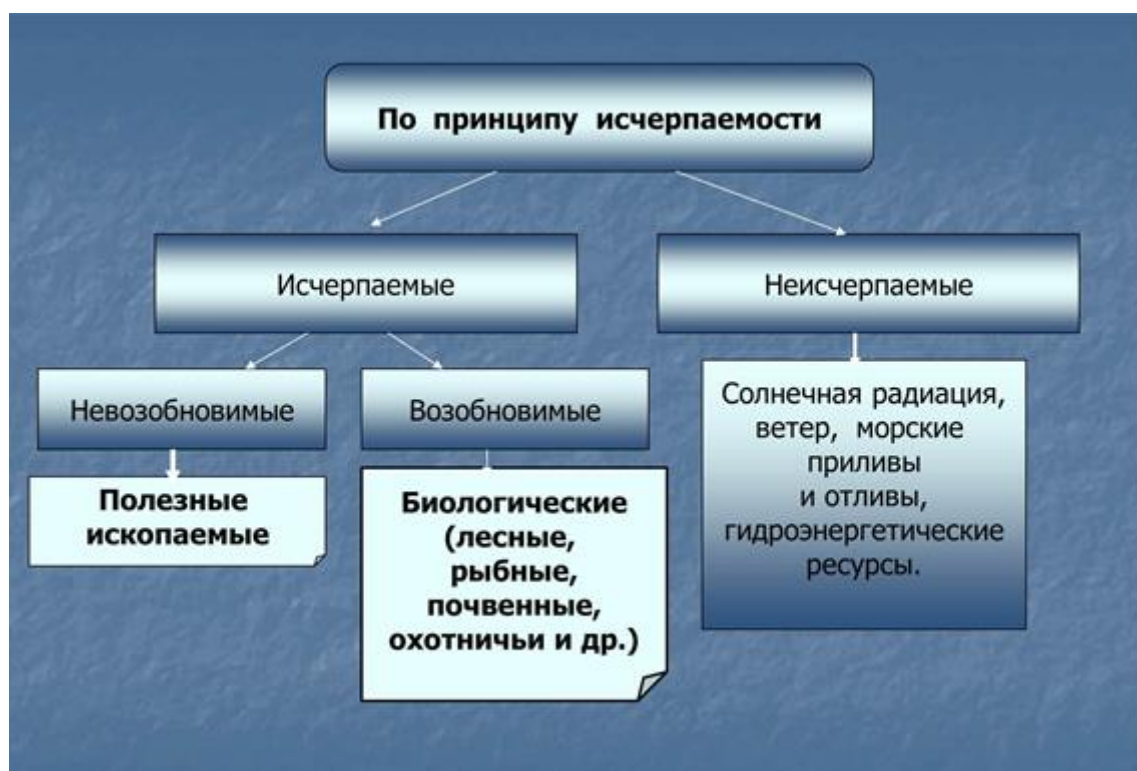 По принципу исчерпаемости
Исчерпаемые
Неисчерпаемые
Невозобновимые
Возобновимые
Полезные
ископаемые
Биологические
(лесные,
рыбные,
почвенные,
охотничьи и др.)
Солнечная радиация,
ветер, морские
приливы
и отливы,
гидроэнергетические
ресурсы.